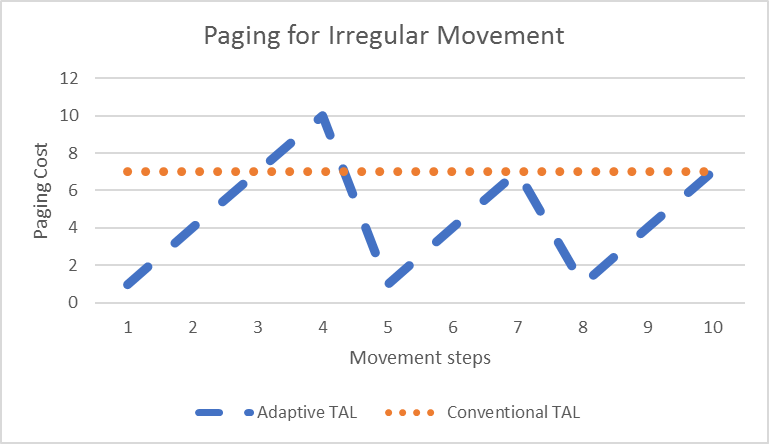 Paging for Irregular Movement
Paging Cost
12
10
8
6
4
2
0
1 2 3 4 5 6 7 8 9 10
Movement steps
Adaptive TAL Conventional TAL